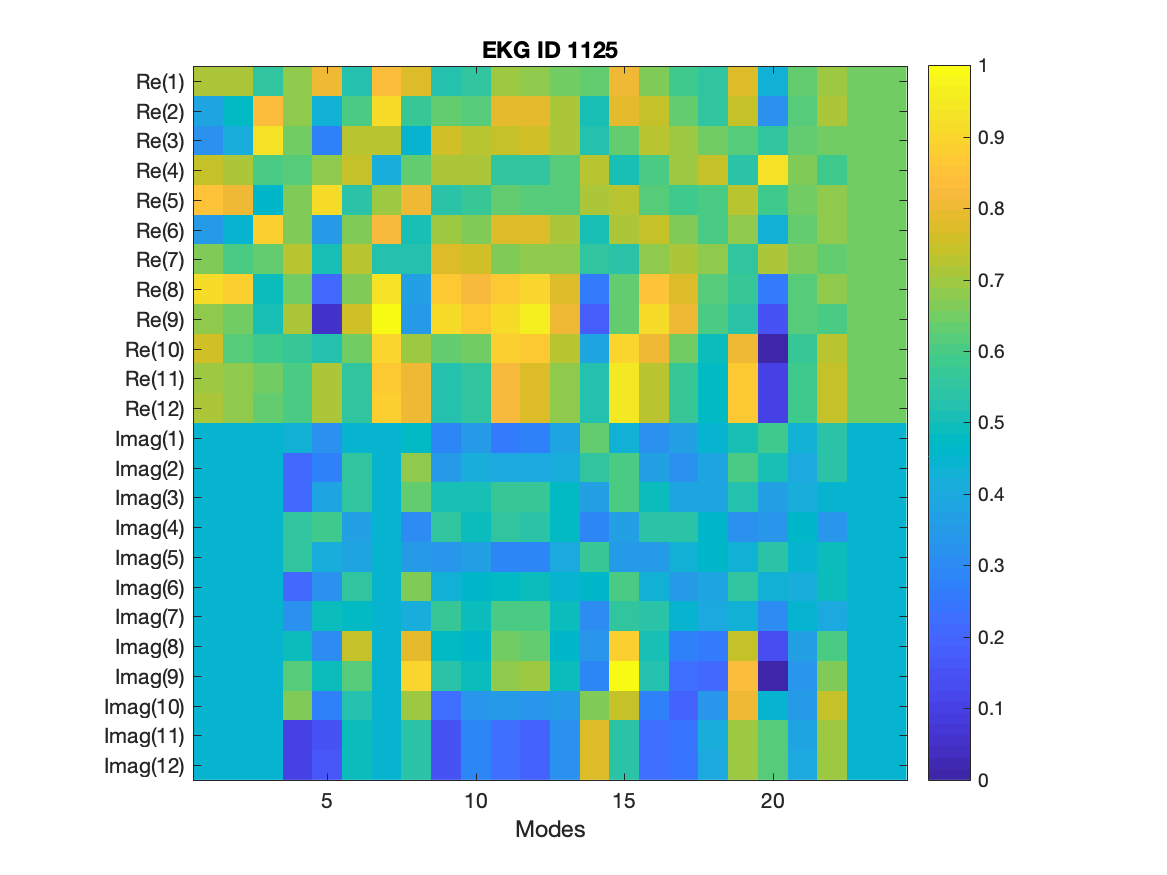 EKG ID 1125
Re(1)
Re(2)
Re(3)
Re(4)
Re(5)
Re(6)
Re(7)
Re(8)
Re(9)
Re(10)
Re(11)
Re(12)
Imag(1)
Imag(2)
Imag(3)
Imag(4)
Imag(5)
Imag(6)
Imag(7)
Imag(8)
Imag(9)
Imag(10)
Imag(11)
Imag(12)
5 10 15 20
Modes
1
0.9
0.8
0.7
0.6
0.5
0.4
0.3
0.2
0.1
0